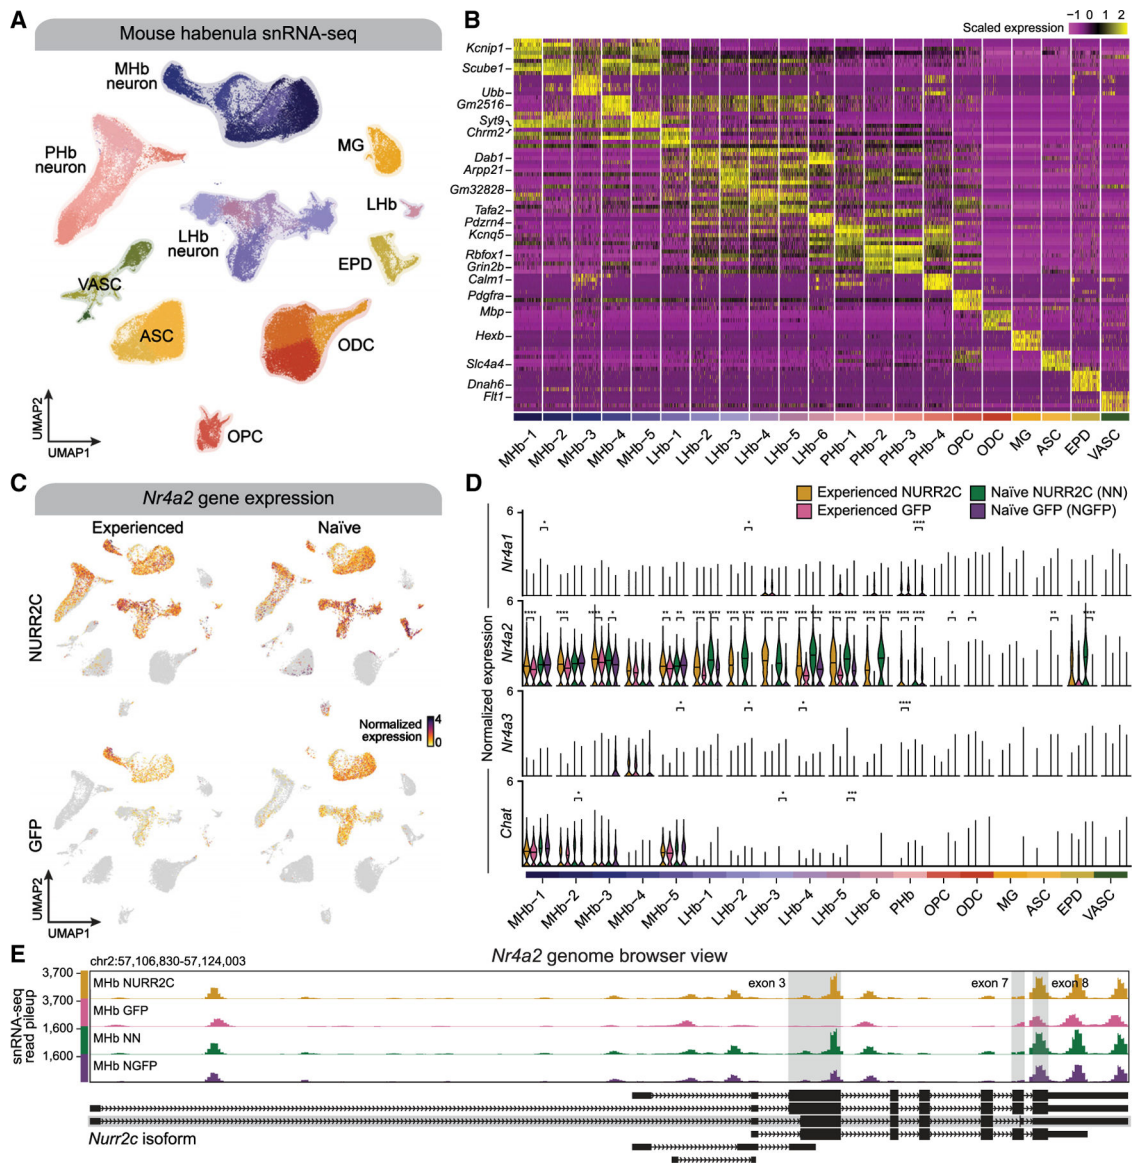 A
Mouse habenula snRNA-seq
MHb
neuron
PHb
neuron
MG
LHb
LHb
neuron
VASC
EPD
ASC
ODC
OPC
UMAP2
UMAP1
B
Scaled expression
−1 0 1 2
Kcnip1
Scube1
Ubb
Gm2516
Syt9
Chrm2
Dab1
Arpp21
Gm32828
Tafa2
Pdzrn4
Kcnq5
Rbfox1
Grin2b
Calm1
Pdgfra
Mbp
Hexb
Slc4a4
Dnah6
Flt1
MHb-1
MHb-2
MHb-3
MHb-4
MHb-5
LHb-1
LHb-2
LHb-3
LHb-4
LHb-5
LHb-6
PHb-1
PHb-2
PHb-3
PHb-4
OPC
ODC
MG
ASC
EPD
VASC
C
Nr4a2 gene expression
Experienced
Naïve
NURR2C
Normalized
expression
4
0
GFP
UMAP2
UMAP1
D
Experienced NURR2C
Experienced GFP
Naïve NURR2C (NN)
Naïve GFP (NGFP)
Normalized expression
6
Nr4a1
6
Nr4a2
6
Nr4a3
6
Chat
MHb-1
MHb-2
MHb-3
MHb-4
MHb-5
LHb-1
LHb-2
LHb-3
LHb-4
LHb-5
LHb-6
PHb
OPC
ODC
MG
ASC
EPD
VASC
E
Nr4a2 genome browser view
chr2:57,106,830-57,124,003
snRNA-seq
read pileup
3,700
MHb NURR2C
3,700
MHb GFP
1,600
MHb NN
1,600
MHb NGFP
exon 3
exon 7
exon 8
Nurr2c isoform